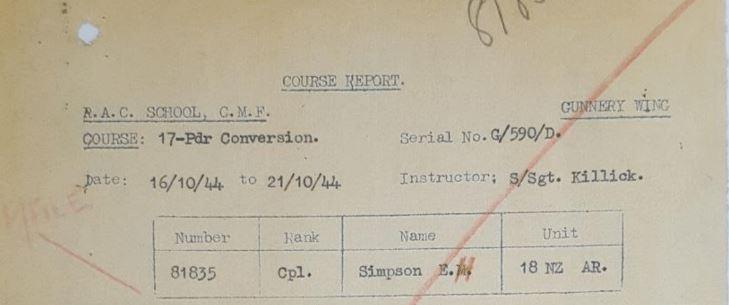 COURSE REPORT.
R.A.C. SCHOOL, C.M.F. GUNNERY WING
COURSE: 17-Pdr Conversion. Serial No. G/590/D.
Date: 16/10/44 to 21/10/44 Instructor; S/Sgt. Killick.
Number Rank Name Unit
81835 Cpl. Simpson E. H 18 NZ AR.